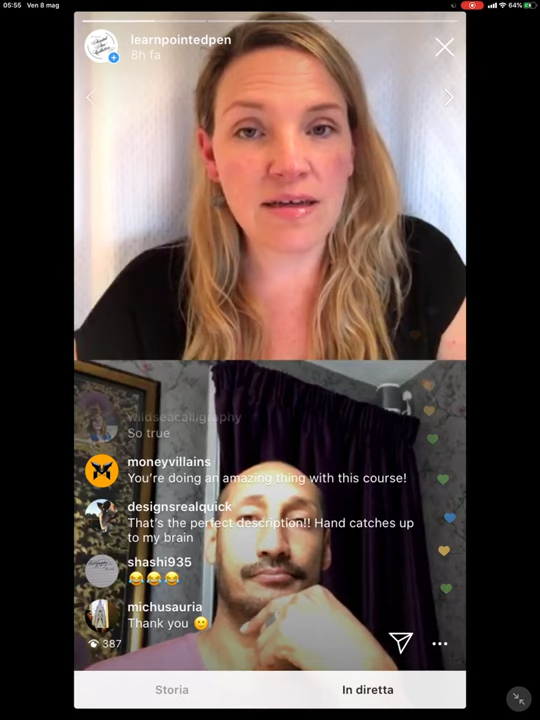 05:55 Ven 8 mag
64%
learnpointedpen
8h fa
wildseacalligraphy
So true
moneyvillains
You're doing an amazing thing with this course!
designsrealquick
That's the perfect description!! Hand catches up
to my brain
shashi935
😂😂😂
michusauria
Thank you 🙂
387
Storia
In diretta